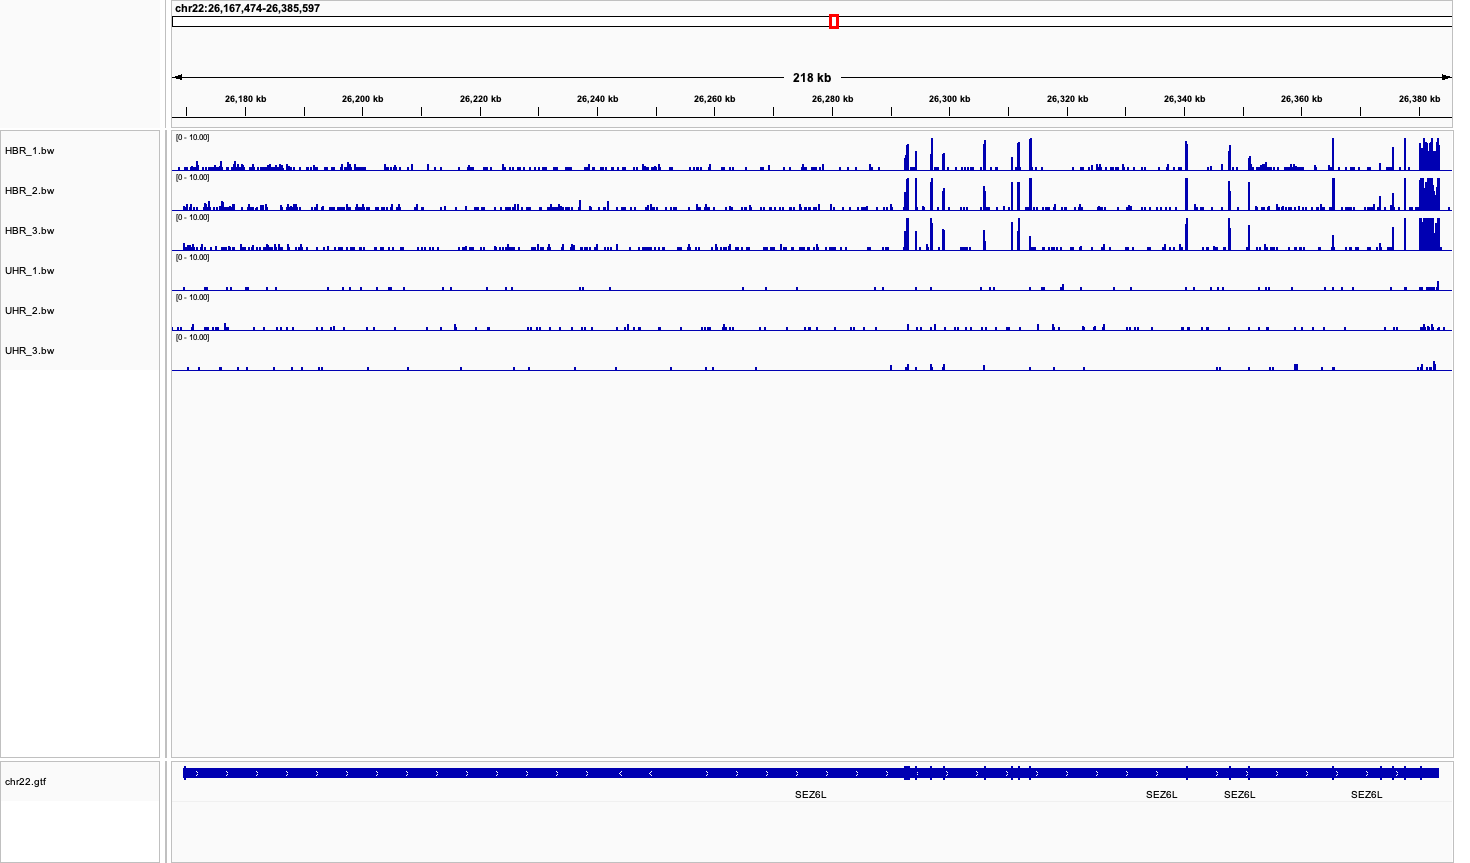 chr22:26,167,474-26,385,597
218 kb
26,180 kb 26,200 kb 26,220 kb 26,240 kb 26,260 kb 26,280 kb 26,300 kb 26,320 kb 26,340 kb 26,360 kb 26,380 kb
[0 - 10.00]
HBR_1.bw
[0 - 10.00]
HBR_2.bw
[0 - 10.00]
HBR_3.bw
[0 - 10.00]
UHR_1.bw
[0 - 10.00]
UHR_2.bw
[0 - 10.00]
UHR_3.bw
chr22.gtf
SEZ6L SEZ6L SEZ6L SEZ6L